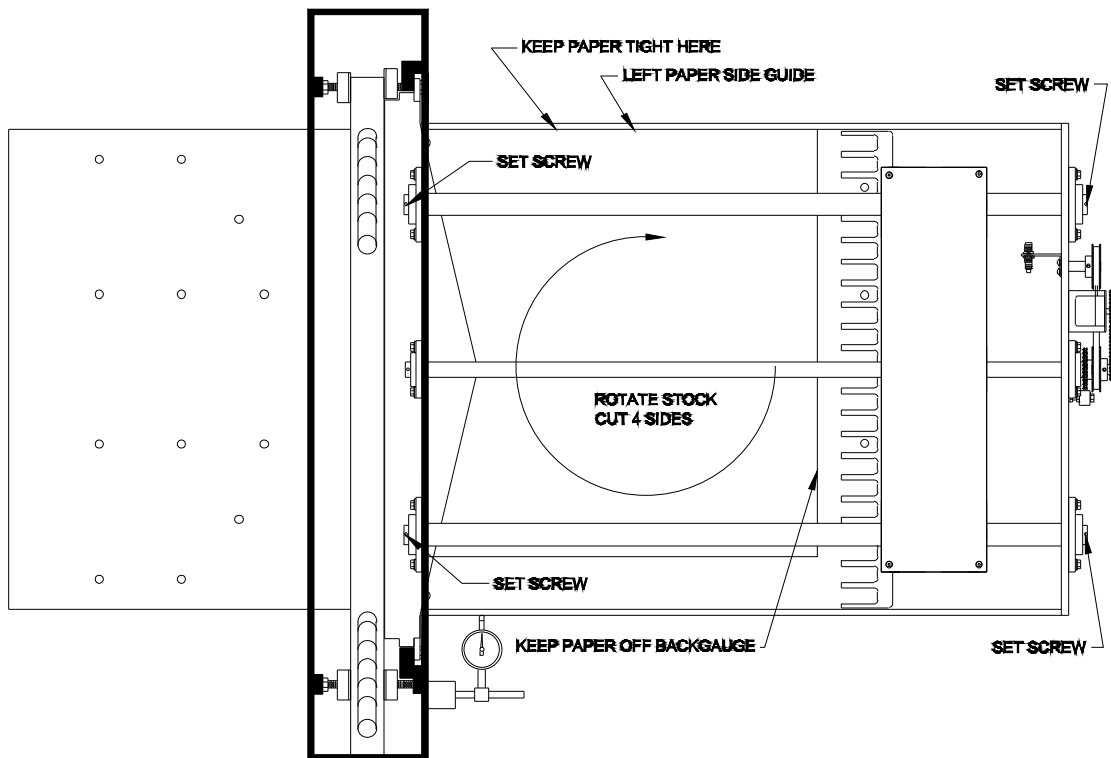 KEEP PAPER TIGHT HERE
LEFT PAPER SIDE GUIDE
SET SCREW
SET SCREW
ROTATE STOCK
CUT 4 SIDES
SET SCREW
KEEP PAPER OFF BACKGAUGE
SET SCREW